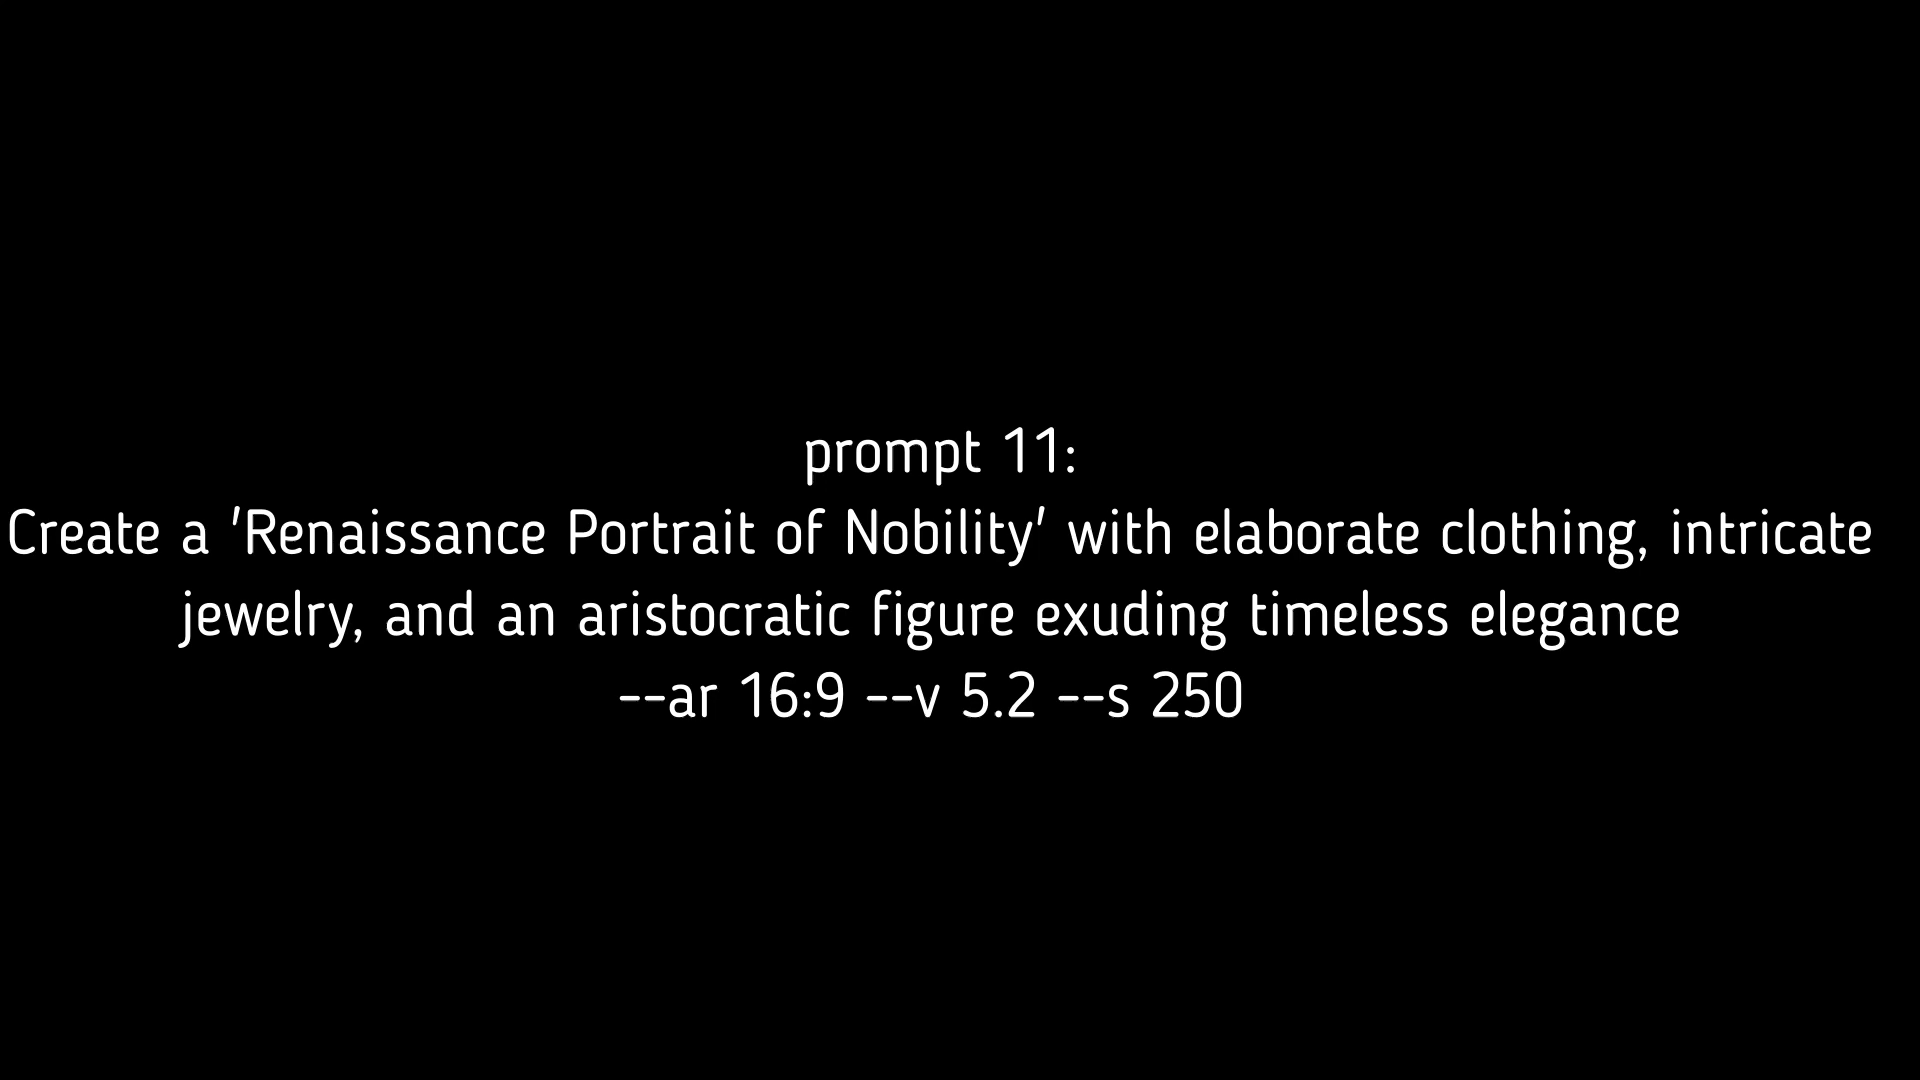 prompt 11:
Create a 'Renaissance Portrait of Nobility' with elaborate clothing, intricate
jewelry, and an aristocratic figure exuding timeless elegance
--ar 16:9 --v 5.2 --s 250